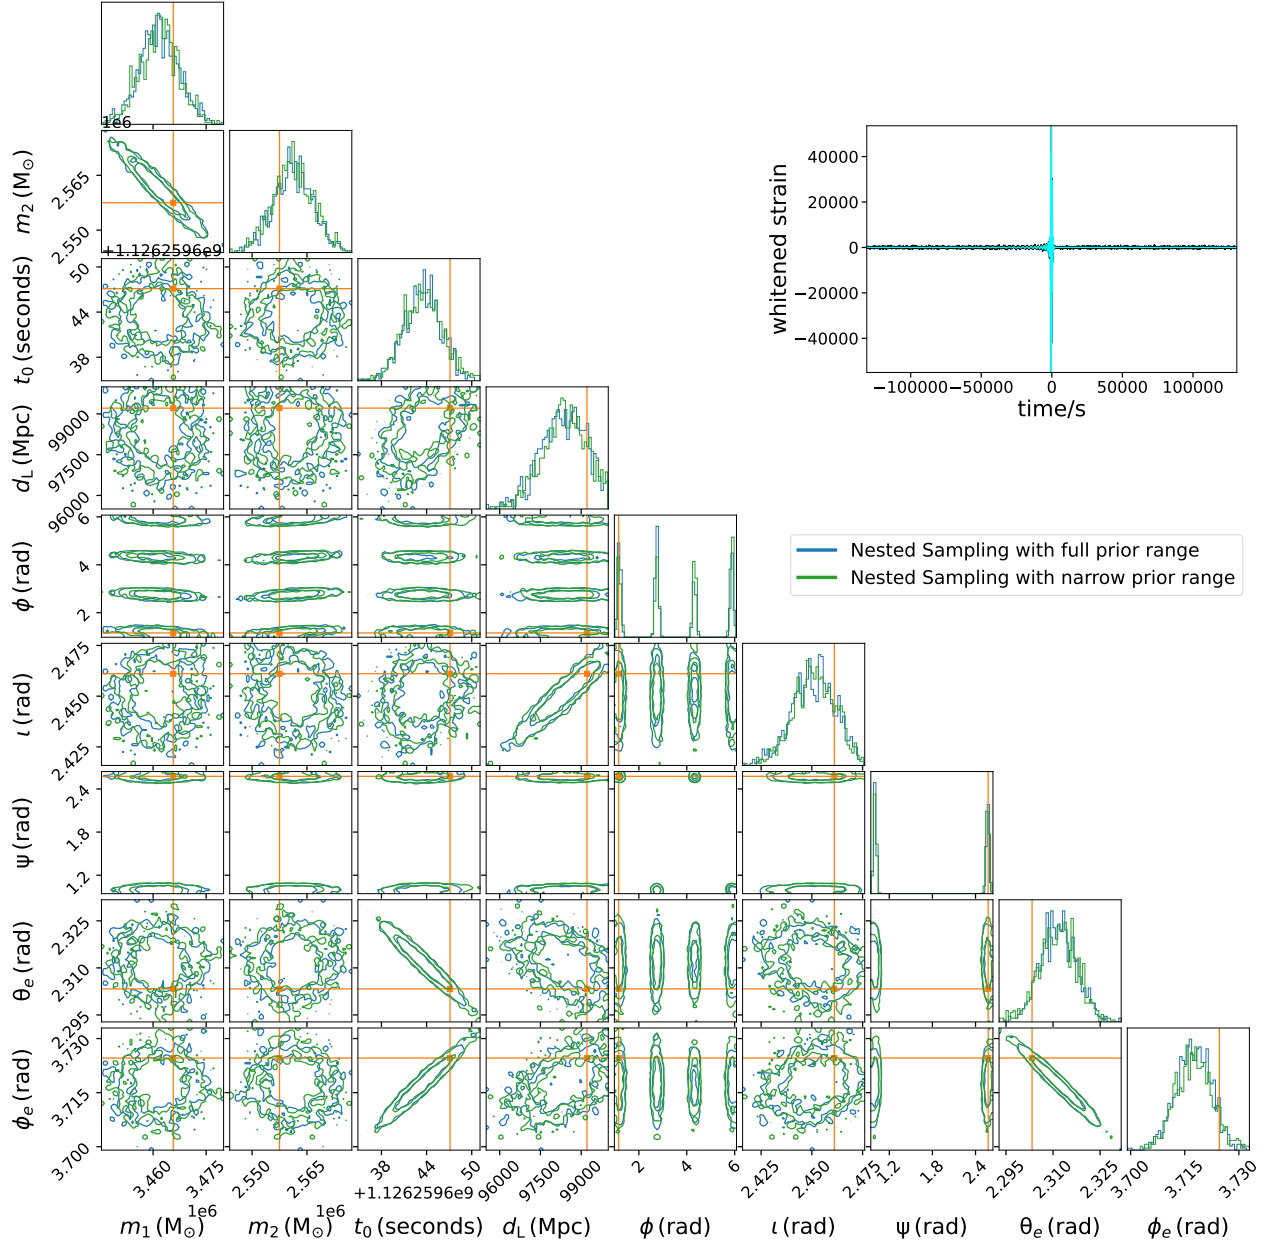 1e6
m₂ (M⊙)
2.565
2.550
+1.1262596e9
t₀ (seconds)
50
44
38
d_L (Mpc)
99000
97500
96000
ϕ (rad)
6
4
2
ι (rad)
2.475
2.450
2.425
ψ (rad)
2.4
1.8
1.2
θₑ (rad)
2.325
2.310
2.295
ϕₑ (rad)
3.730
3.715
3.700
3.460
3.475
1e6
m₁ (M⊙)
2.550
2.565
1e6
m₂ (M⊙)
38
44
50
+1.1262596e9
t₀ (seconds)
96000
97500
99000
d_L (Mpc)
2
4
6
ϕ (rad)
2.425
2.450
2.475
ι (rad)
1.2
1.8
2.4
ψ (rad)
2.295
2.310
2.325
θₑ (rad)
3.700
3.715
3.730
ϕₑ (rad)
whitened strain
40000
20000
0
−20000
−40000
−100000
−50000
0
50000
100000
time/s
Nested Sampling with full prior range
Nested Sampling with narrow prior range